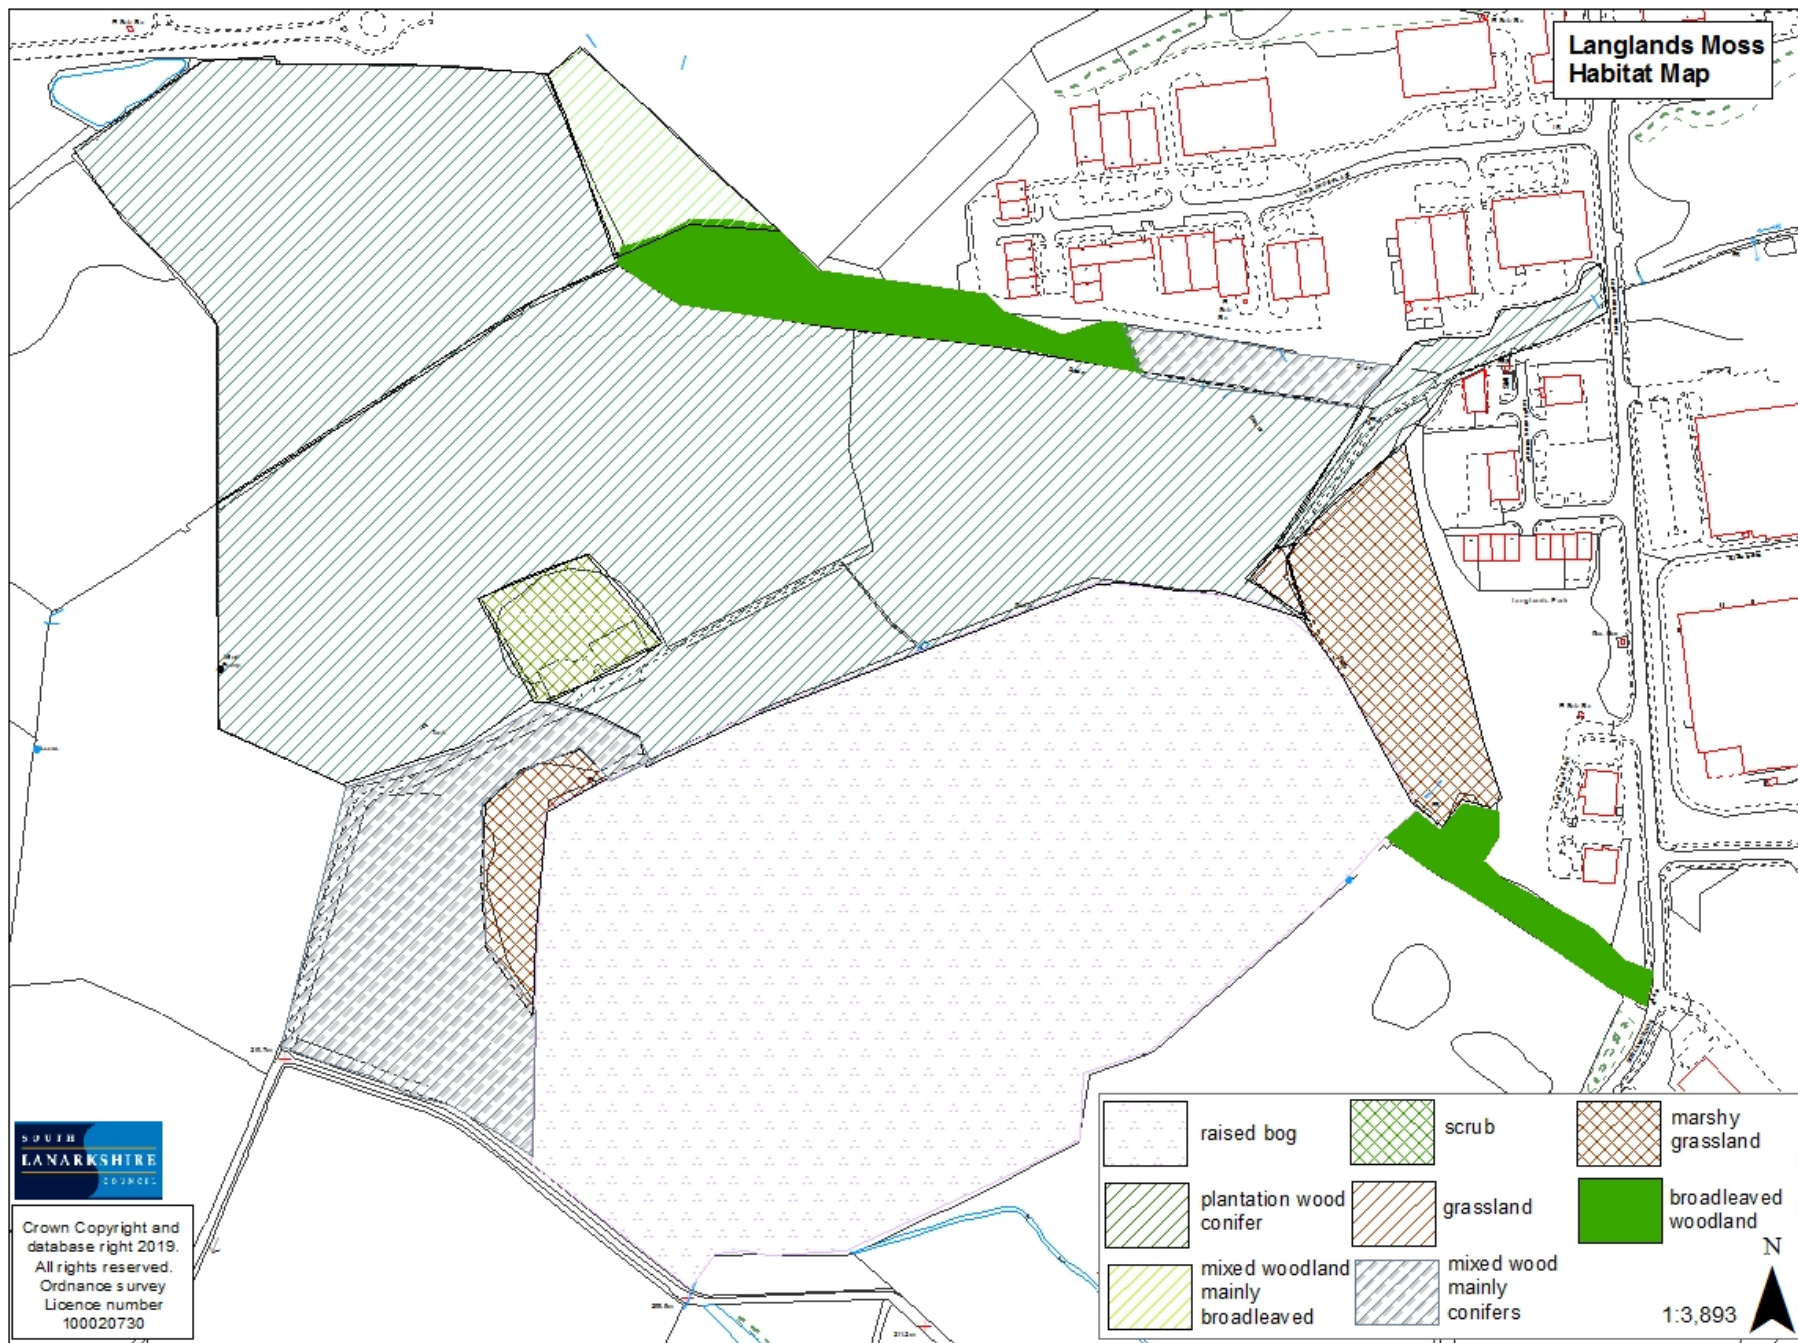 Langlands Moss
Habitat Map
Langlands Park
SOUTH
LANARKSHIRE
COUNCIL
Crown Copyright and
database right 2019.
All rights reserved.
Ordnance survey
Licence number
100020730
raised bog
scrub
marshy
grassland
plantation wood
conifer
grassland
broadleaved
woodland
mixed woodland
mainly
broadleaved
mixed wood
mainly
conifers
N
1:3,893